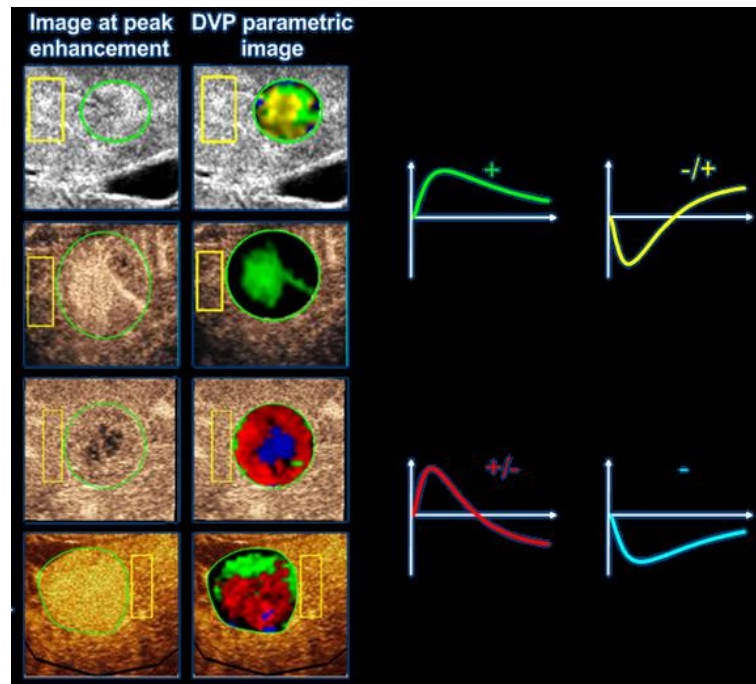 Image at peak
enhancement
DVP parametric
image
+
-/+
+/-
-